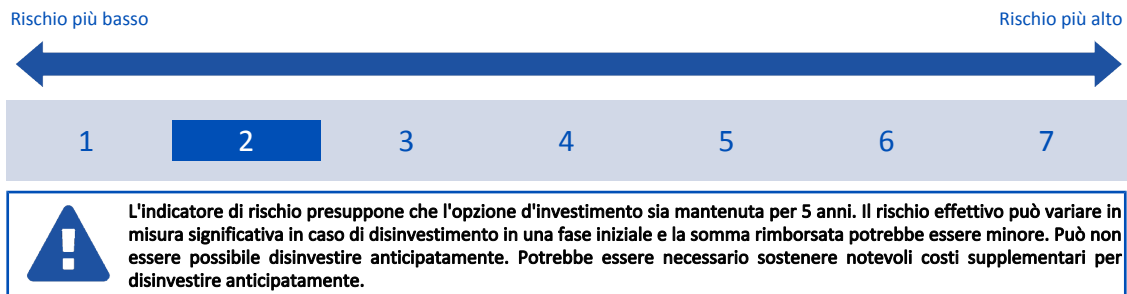 Rischio più basso Rischio più alto
1 2 3 4 5 6 7
L'indicatore di rischio presuppone che l'opzione d'investimento sia mantenuta per 5 anni. Il rischio effettivo può variare in
misura significativa in caso di disinvestimento in una fase iniziale e la somma rimborsata potrebbe essere minore. Può non
essere possibile disinvestire anticipatamente. Potrebbe essere necessario sostenere notevoli costi supplementari per
disinvestire anticipatamente.